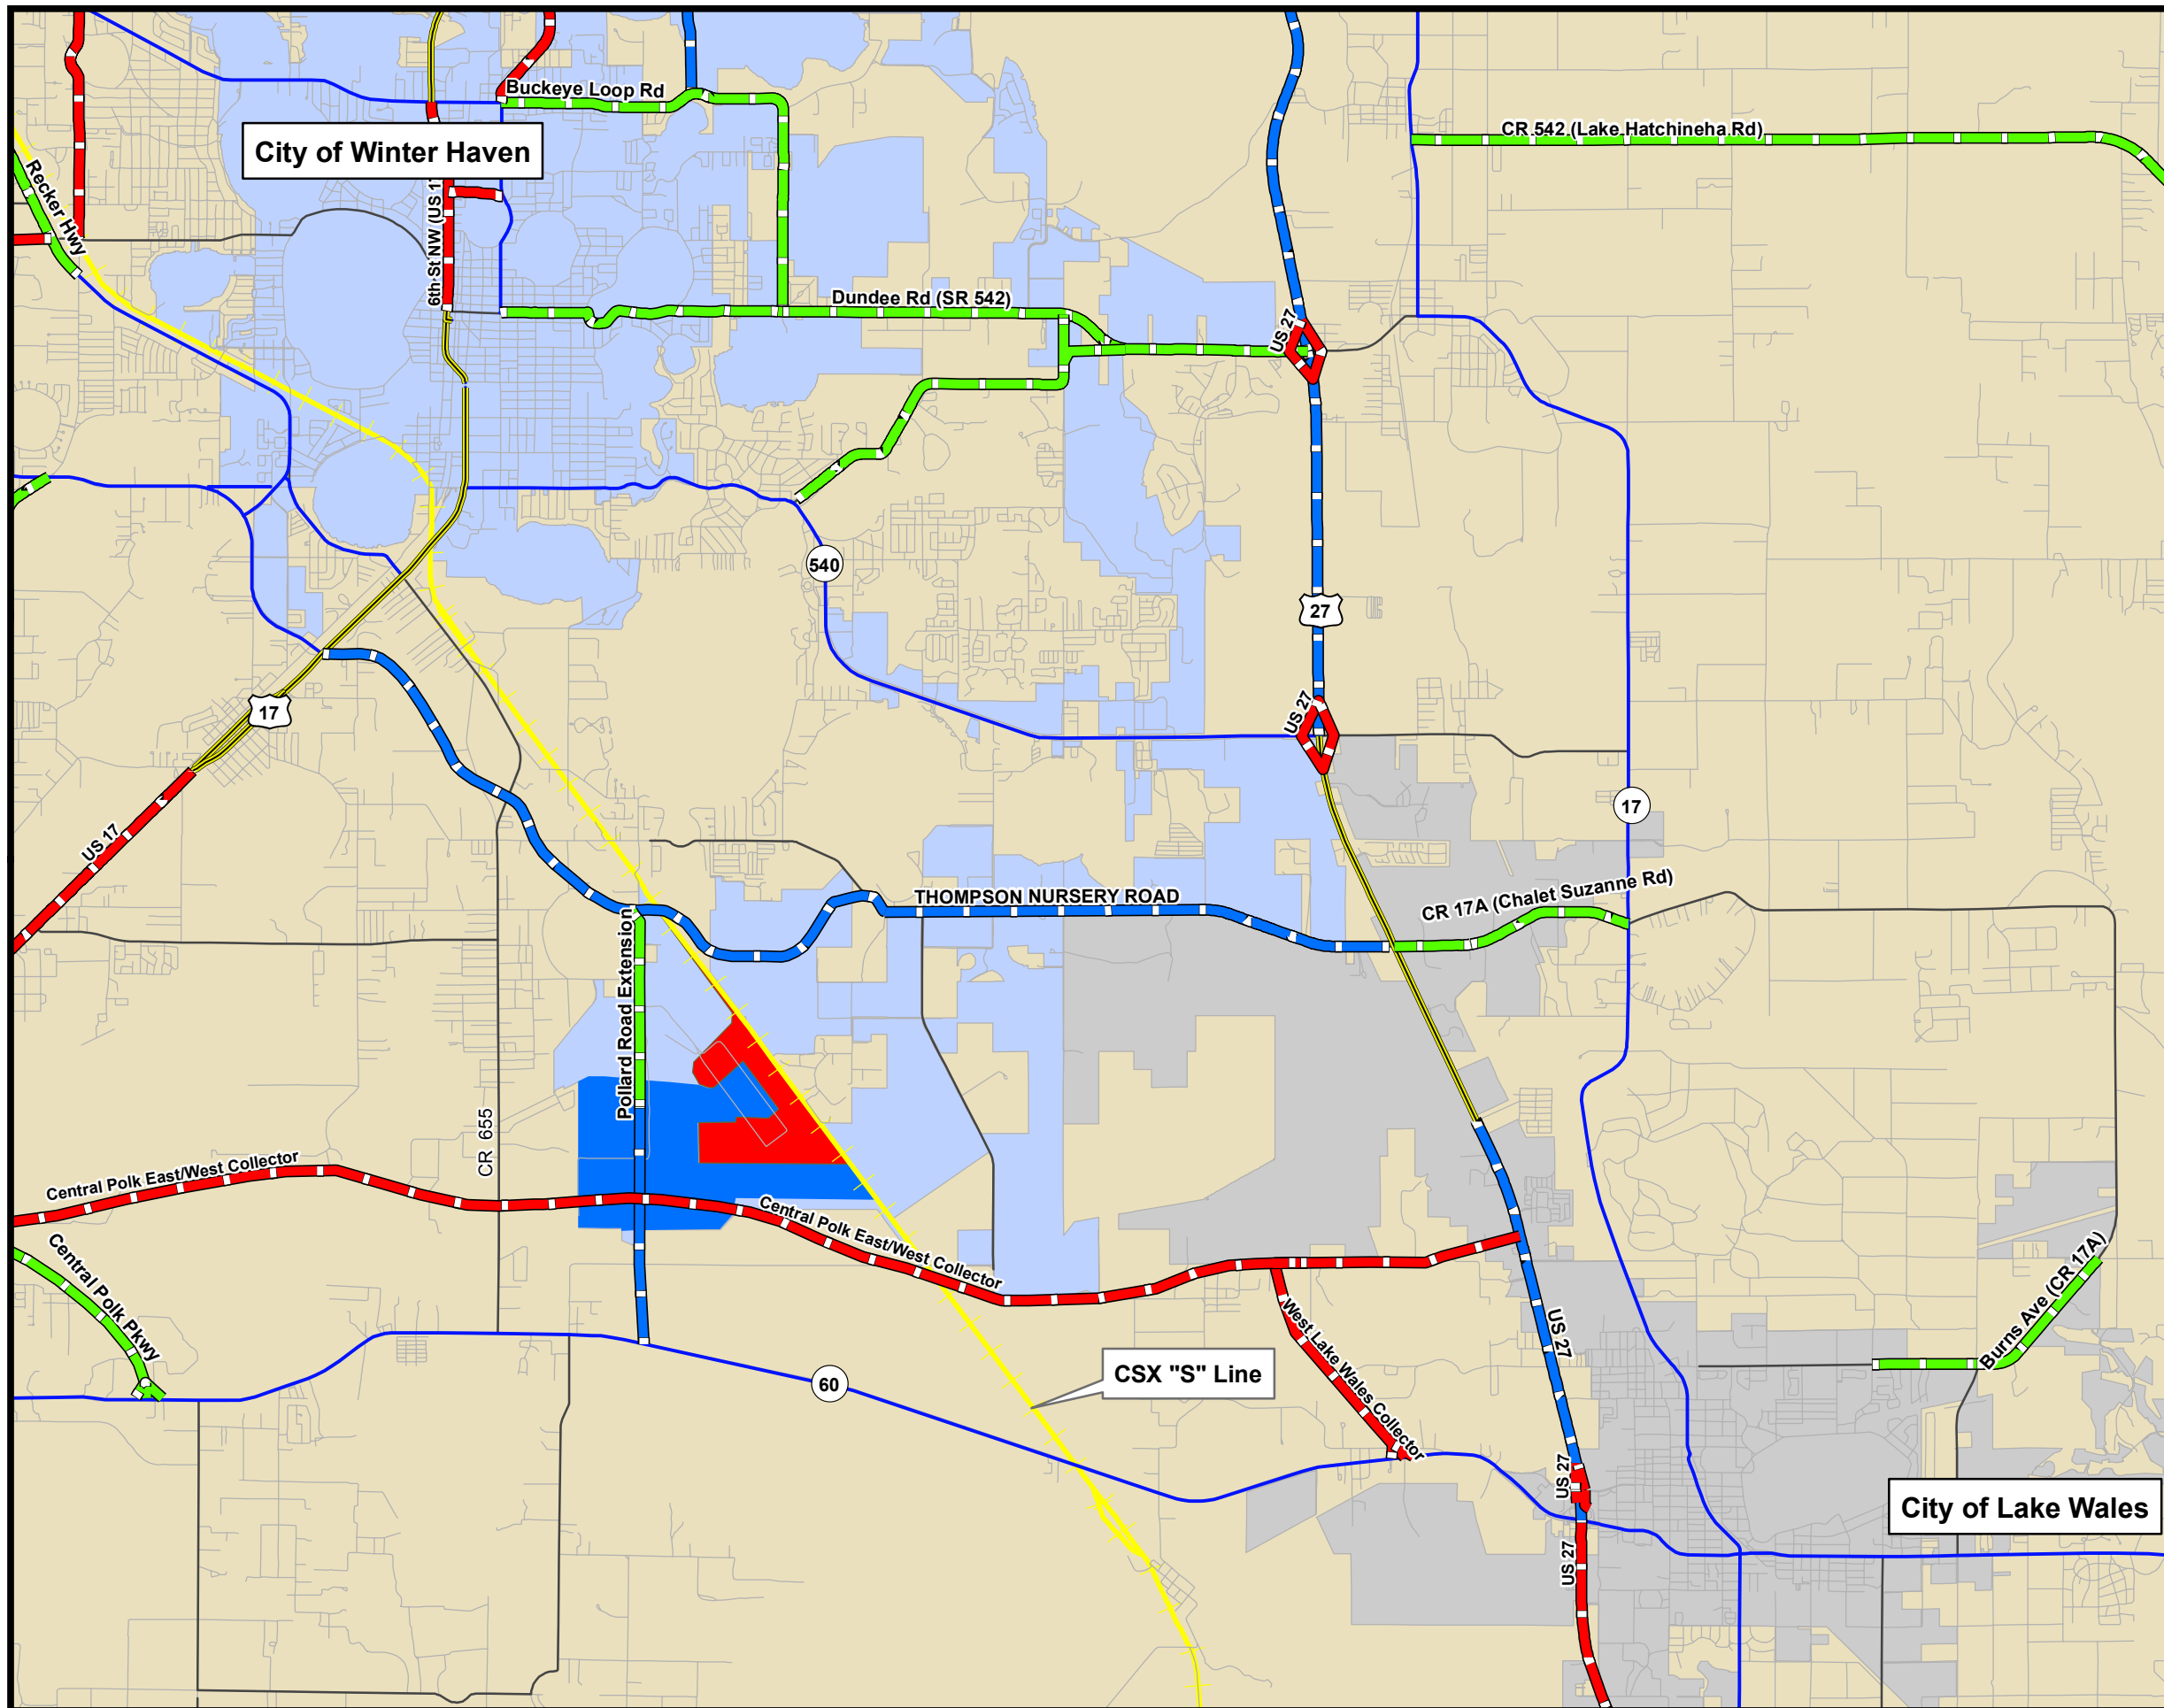 Buckeye Loop Rd
CR 542 (Lake Hatchineha Rd)
City of Winter Haven
Recker Hwy
6th St NW (US 17
Dundee Rd (SR 542)
US 27
540
27
US 27
17
17
US 17
THOMPSON NURSERY ROAD
CR 17A (Chalet Suzanne Rd)
Pollard Road Extension
CR 655
Central Polk East/West Collector
Central Polk East/West Collector
Central Polk Pkwy
West Lake Wales Collector
US 27
Burns Ave (CR 17A)
CSX "S" Line
60
US 27
City of Lake Wales
US 27